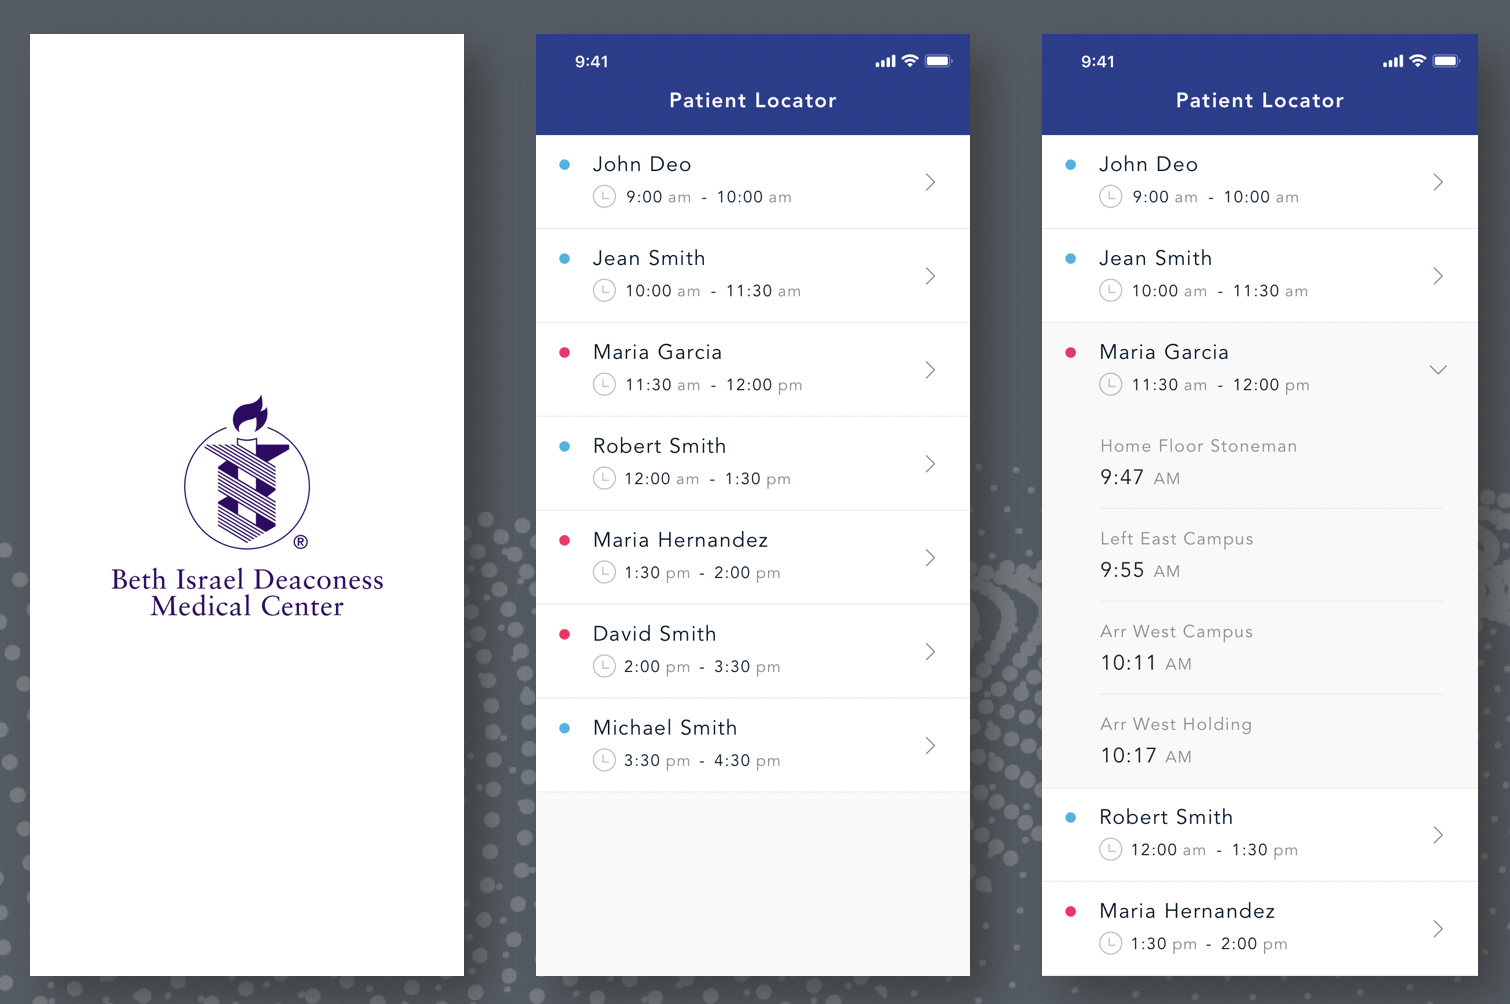 ®
Beth Israel Deaconess
Medical Center
9:41
Patient Locator
John Deo
9:00 am - 10:00 am
Jean Smith
10:00 am - 11:30 am
Maria Garcia
11:30 am - 12:00 pm
Robert Smith
12:00 am - 1:30 pm
Maria Hernandez
1:30 pm - 2:00 pm
David Smith
2:00 pm - 3:30 pm
Michael Smith
3:30 pm - 4:30 pm
9:41
Patient Locator
John Deo
9:00 am - 10:00 am
Jean Smith
10:00 am - 11:30 am
Maria Garcia
11:30 am - 12:00 pm
Home Floor Stoneman
9:47 AM
Left East Campus
9:55 AM
Arr West Campus
10:11 AM
Arr West Holding
10:17 AM
Robert Smith
12:00 am - 1:30 pm
Maria Hernandez
1:30 pm - 2:00 pm